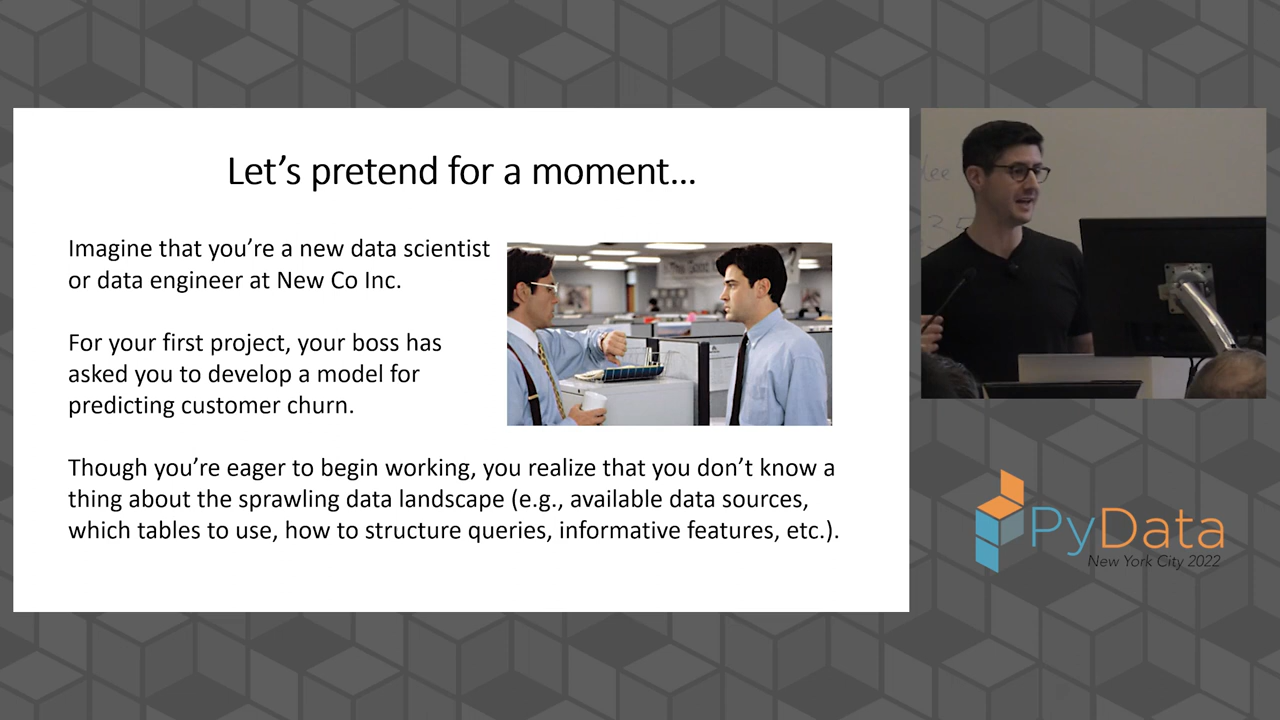 Let's pretend for a moment...
Imagine that you're a new data scientist
or data engineer at New Co Inc.
For your first project, your boss has
asked you to develop a model for
predicting customer churn.
Though you're eager to begin working, you realize that you don't know a
thing about the sprawling data landscape (e.g., available data sources,
which tables to use, how to structure queries, informative features, etc.).
PyData
New York City 2022